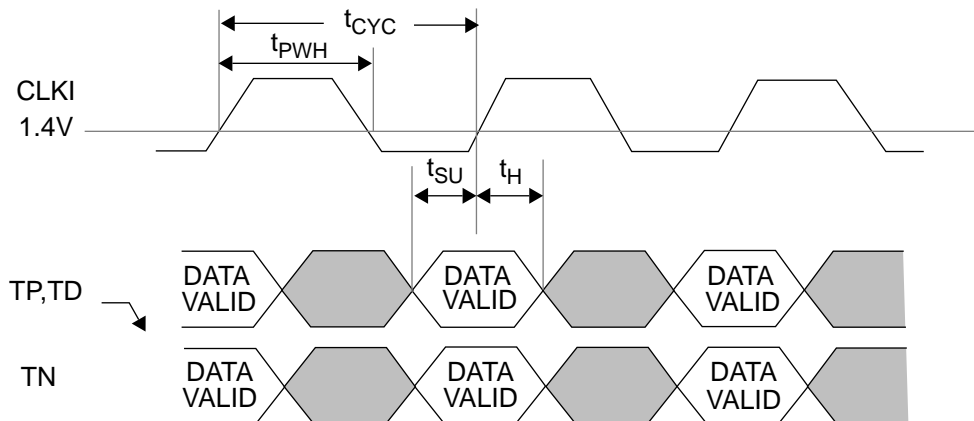 tCYC
tPWH
CLKI
1.4V
tSU
tH
TP,TD
DATA VALID
DATA VALID
DATA VALID
TN
DATA VALID
DATA VALID
DATA VALID